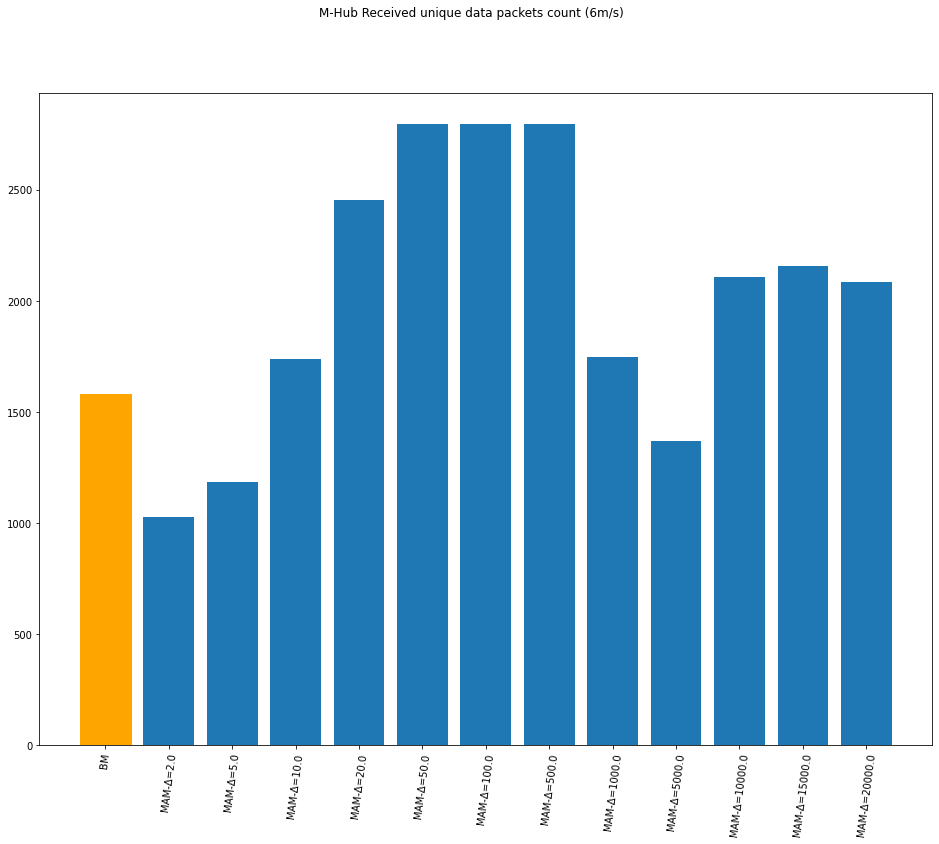 M-Hub Received unique data packets count (6m/s)
2500
2000
1500
1000
500
0
BM
MAM-Δ=2.0
MAM-Δ=5.0
MAM-Δ=10.0
MAM-Δ=20.0
MAM-Δ=50.0
MAM-Δ=100.0
MAM-Δ=500.0
MAM-Δ=1000.0
MAM-Δ=5000.0
MAM-Δ=10000.0
MAM-Δ=15000.0
MAM-Δ=20000.0